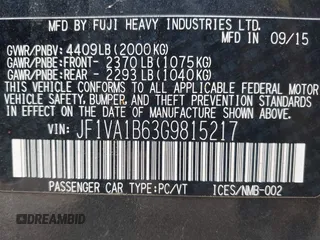 MFD BY FUJI HEAVY INDUSTRIES LTD.
09/15
GVWR/PNBV: 4409LB(2000KG)
GAWR/PNBE:FRONT- 2370 LB(1075KG)
GAWR/PNBE:REAR - 2293 LB(1040KG)
THIS VEHICLE CONFORMS TO ALL APPLICABLE FEDERAL MOTOR
VEHICLE SAFETY, BUMPER, AND THEFT PREVENTION STANDARDS
IN EFFECT ON THE DATE OF MANUFACTURE SHOWN ABOVE.
VIN: JF1VA1B63G9815217
PASSENGER CAR TYPE:PC/VT ICES/NMB-002
DREAMBID